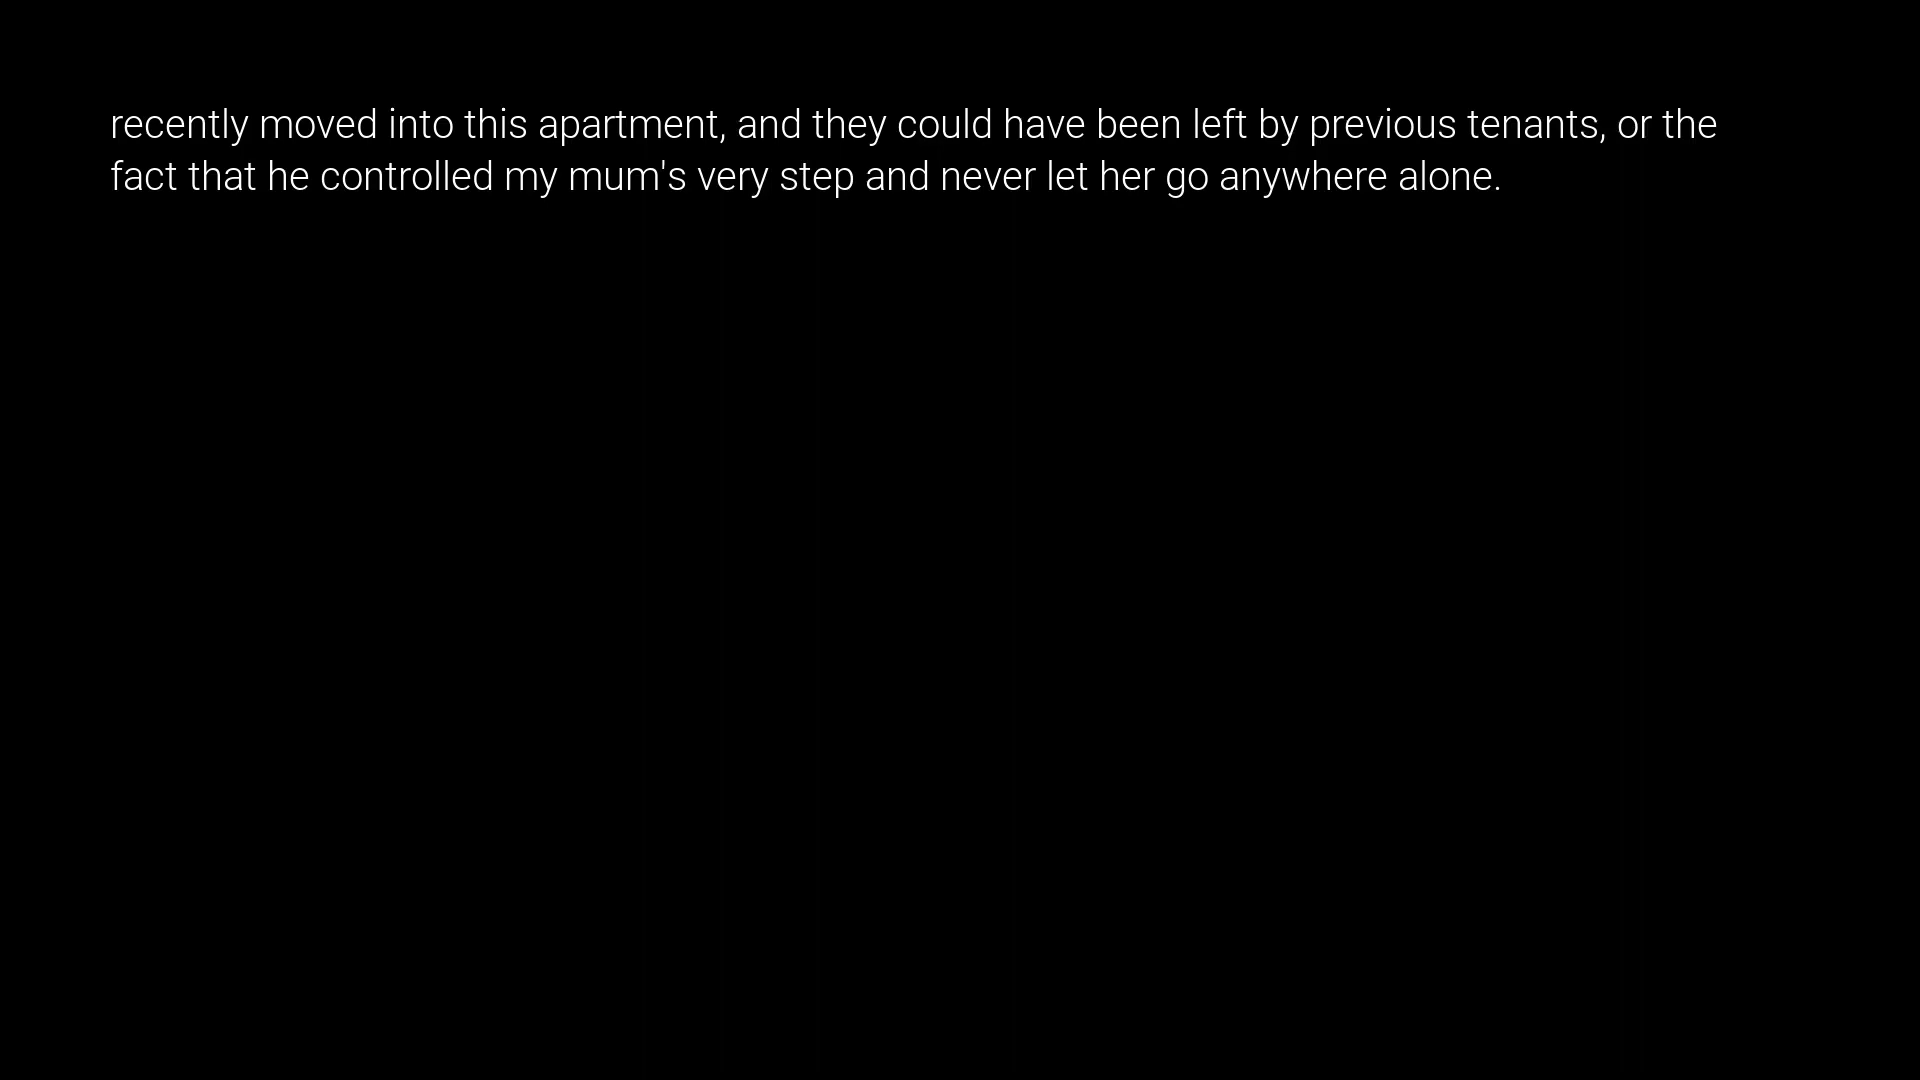 recently moved into this apartment, and they could have been left by previous tenants, or the
fact that he controlled my mum's very step and never let her go anywhere alone.